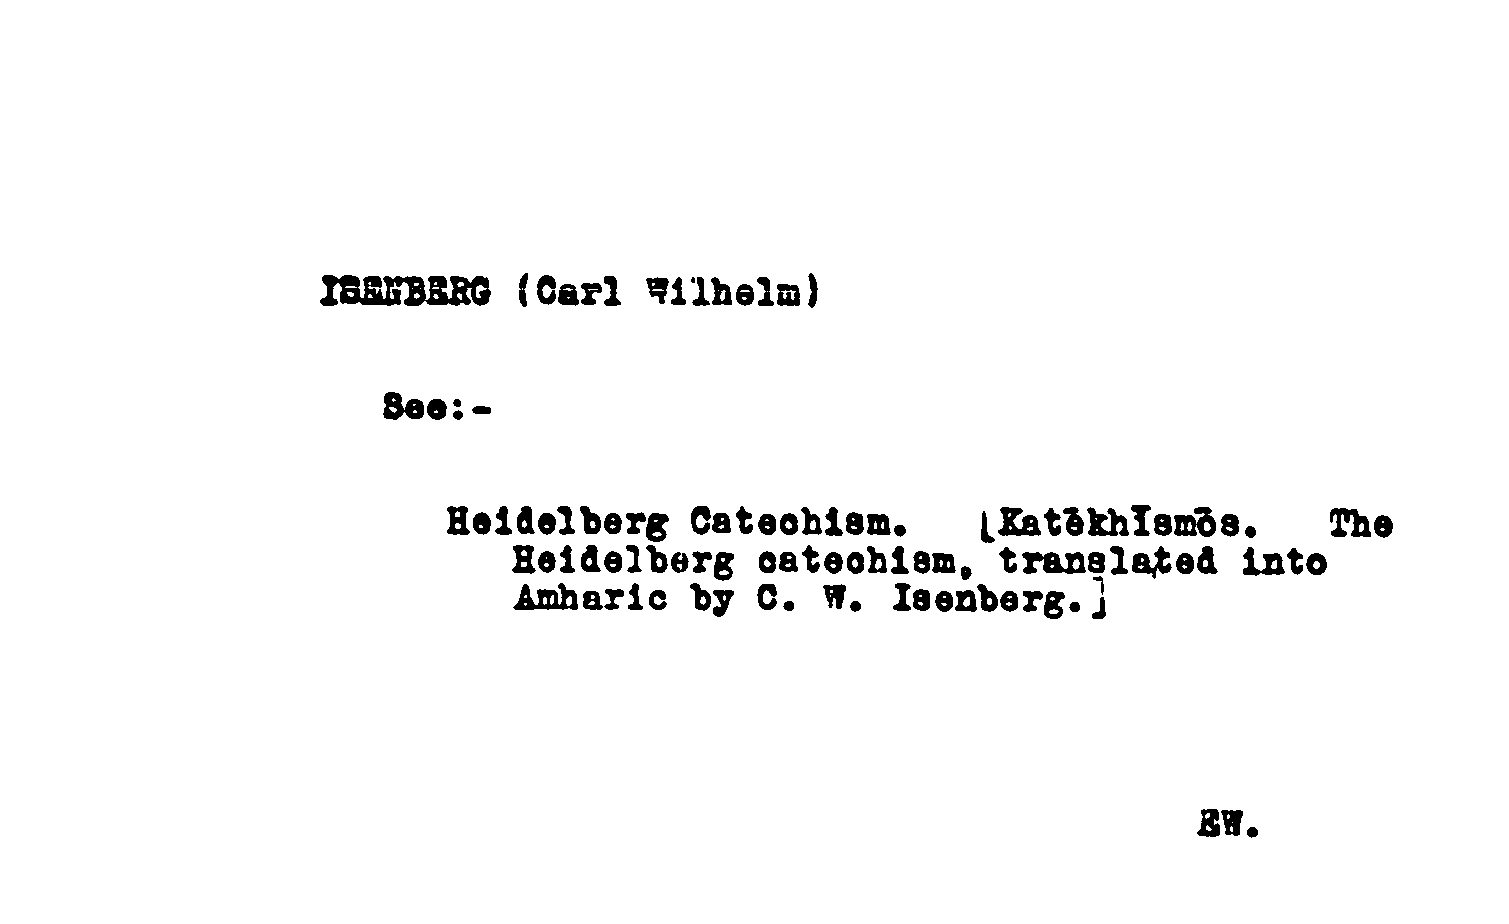 ISENBERG (Carl Wilhelm)
See:-
Heidelberg Catechism. [Katēkhīsmōs. The
Heidelberg catechism, translated into
Amharic by C. W. Isenberg.]
EW.